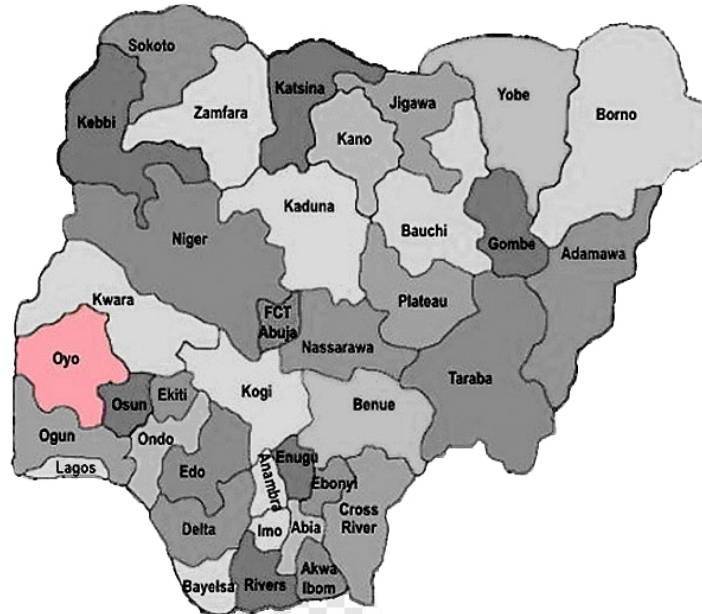 Sokoto
Kebbi
Zamfara
Katsina
Kano
Jigawa
Yobe
Borno
Niger
Kaduna
Bauchi
Gombe
Adamawa
Kwara
FCT
Abuja
Plateau
Nassarawa
Taraba
Oyo
Osun
Ekiti
Kogi
Benue
Ogun
Ondo
Lagos
Edo
Anambra
Enugu
Ebonyi
Cross
River
Delta
Imo
Abia
Bayelsa
Rivers
Akwa
Ibom